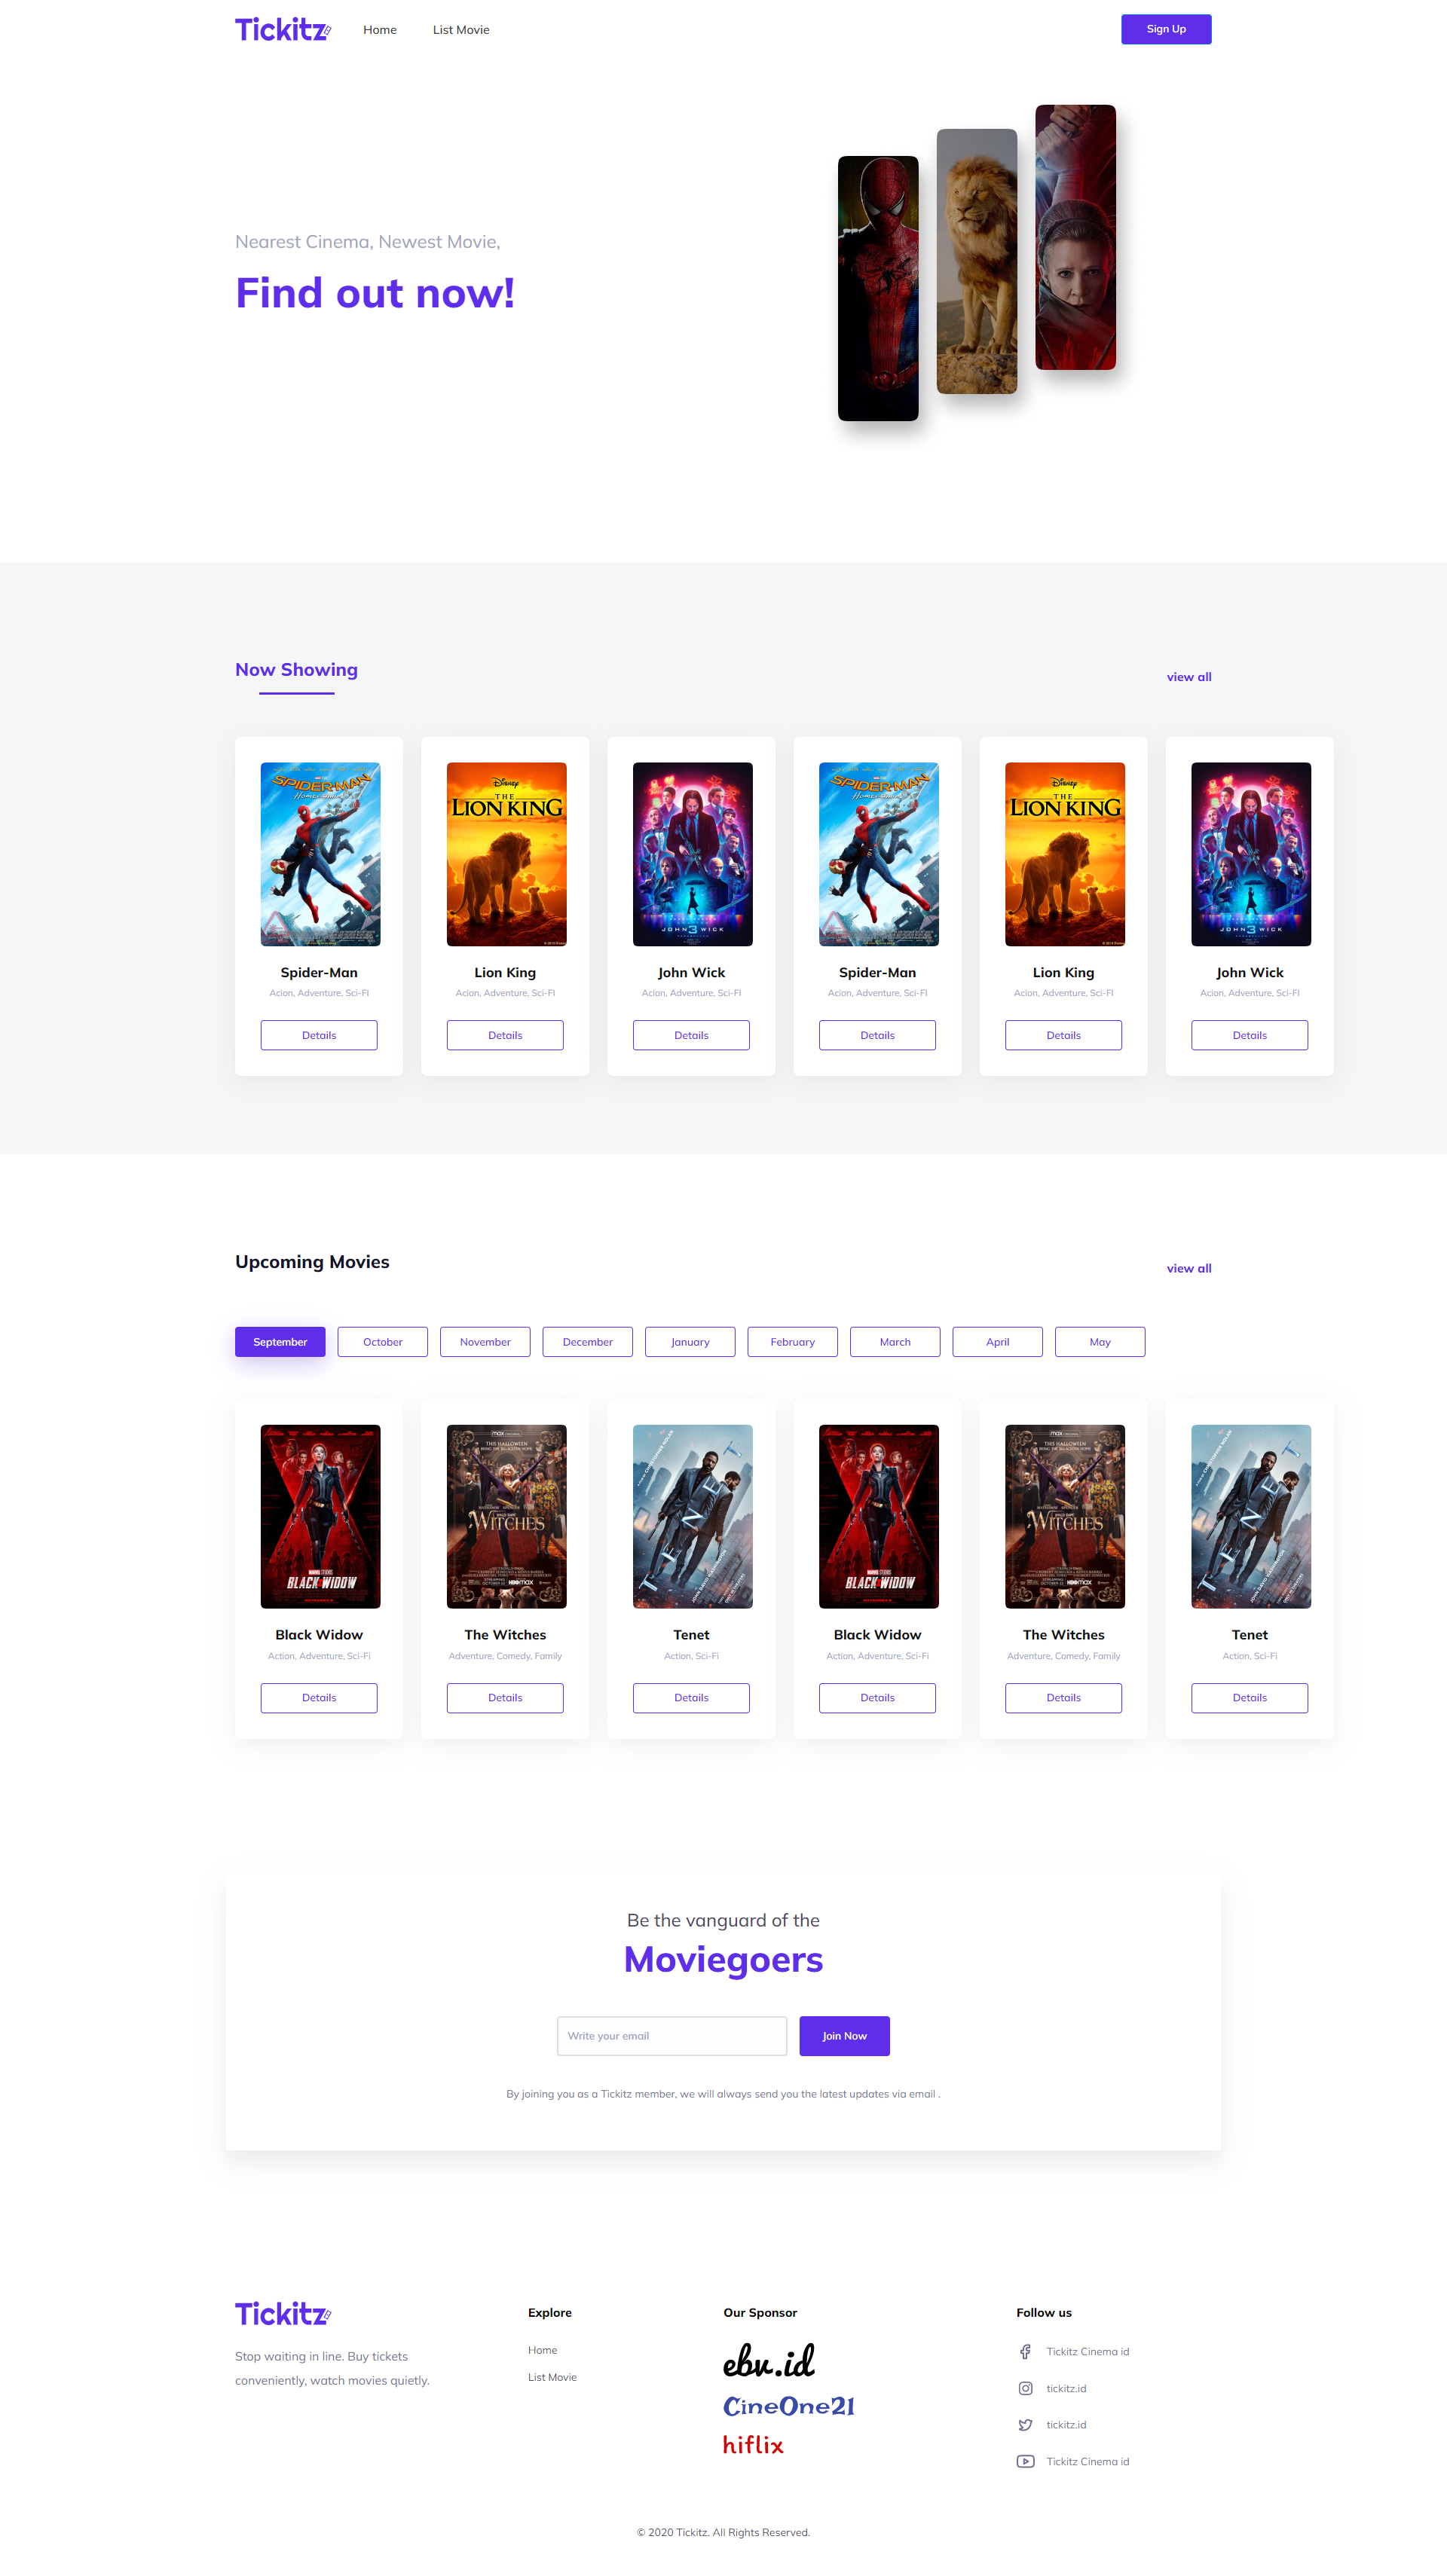 Tickitz
Home
List Movie
Sign Up
Nearest Cinema, Newest Movie,
Find out now!
Now Showing
view all
SPIDER-MAN
Disney
THE
LION KING
JOHN 3 WICK
SPIDER-MAN
Disney
THE
LION KING
JOHN 3 WICK
Spider-Man
Lion King
John Wick
Spider-Man
Lion King
John Wick
Acion, Adventure, Sci-FI
Acion, Adventure, Sci-FI
Acion, Adventure, Sci-FI
Acion, Adventure, Sci-FI
Acion, Adventure, Sci-FI
Acion, Adventure, Sci-FI
Details
Details
Details
Details
Details
Details
Upcoming Movies
view all
September
October
November
December
January
February
March
April
May
BLACK WIDOW
THIS HALLOWEEN
WITCHES
TENET
BLACK WIDOW
THIS HALLOWEEN
WITCHES
TENET
Black Widow
The Witches
Tenet
Black Widow
The Witches
Tenet
Action, Adventure, Sci-Fi
Adventure, Comedy, Family
Action, Sci-Fi
Action, Adventure, Sci-Fi
Adventure, Comedy, Family
Action, Sci-Fi
Details
Details
Details
Details
Details
Details
Be the vanguard of the
Moviegoers
Write your email
Join Now
By joining you as a Tickitz member, we will always send you the latest updates via email .
Tickitz
Stop waiting in line. Buy tickets
conveniently, watch movies quietly.
Explore
Home
List Movie
Our Sponsor
ebv.id
CineOne21
hiflix
Follow us
Tickitz Cinema id
tickitz.id
tickitz.id
Tickitz Cinema id
© 2020 Tickitz. All Rights Reserved.